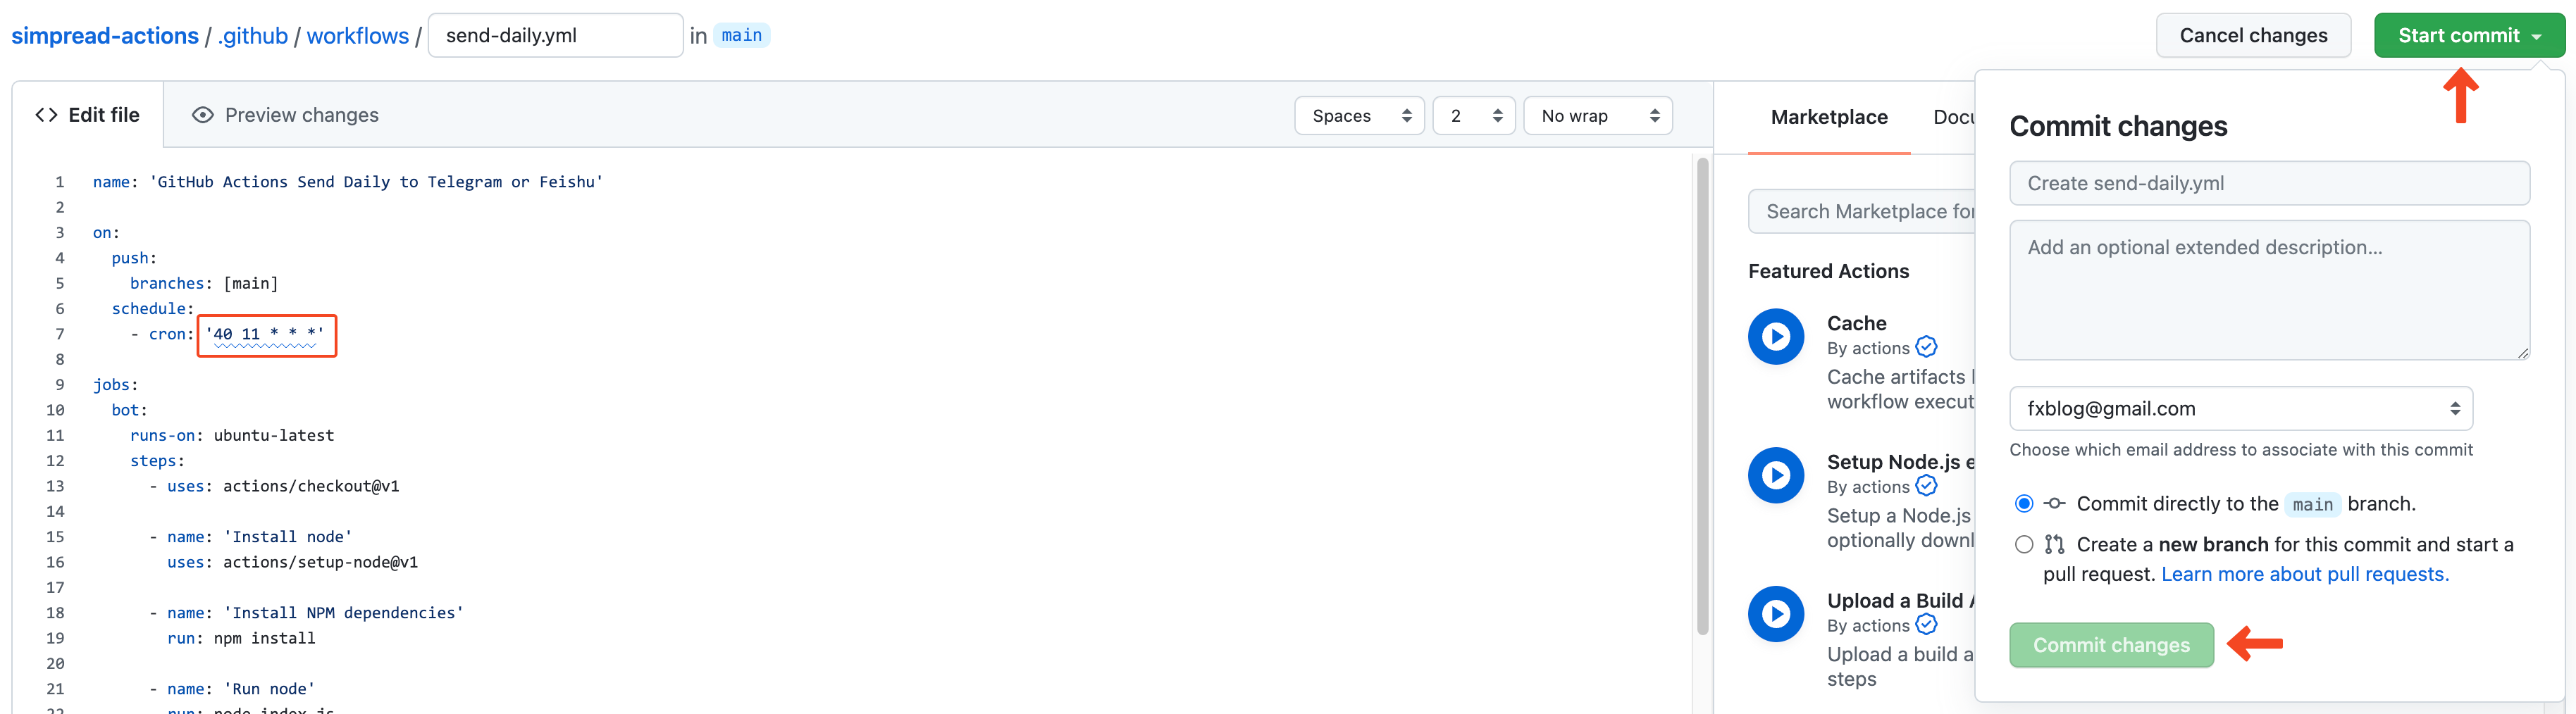 simpread-actions / .github / workflows / send-daily.yml in main
Cancel changes
Start commit
Edit file
Preview changes
Spaces
2
No wrap
1 name: 'GitHub Actions Send Daily to Telegram or Feishu'
2
3 on:
4 push:
5 branches: [main]
6 schedule:
7 - cron: '40 11 * * *'
8
9 jobs:
10 bot:
11 runs-on: ubuntu-latest
12 steps:
13 - uses: actions/checkout@v1
14
15 - name: 'Install node'
16 uses: actions/setup-node@v1
17
18 - name: 'Install NPM dependencies'
19 run: npm install
20
21 - name: 'Run node'
22 run: node index.js
Marketplace
Docu
Search Marketplace for
Featured Actions
Cache
By actions
Cache artifacts
workflow execut
Setup Node.js e
By actions
Setup a Node.js
optionally downl
Upload a Build A
By actions
Upload a build a
steps
Commit changes
Create send-daily.yml
Add an optional extended description...
fxblog@gmail.com
Choose which email address to associate with this commit
Commit directly to the main branch.
Create a new branch for this commit and start a
pull request. Learn more about pull requests.
Commit changes